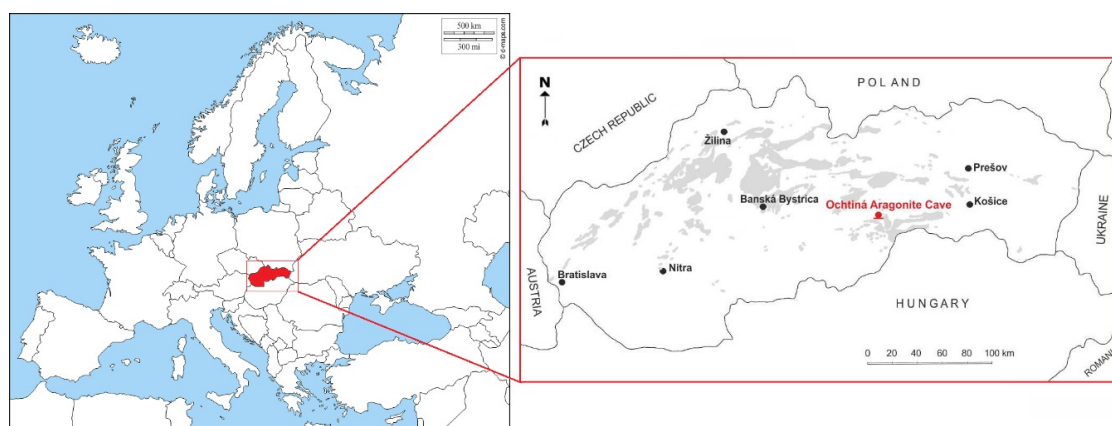 500 km
300 mi
© d-maps.com
N
POLAND
CZECH REPUBLIC
Žilina
Prešov
Banská Bystrica
Ochtiná Aragonite Cave
Košice
UKRAINE
Nitra
Bratislava
AUSTRIA
HUNGARY
0 20 40 60 80 100 km
ROMANI